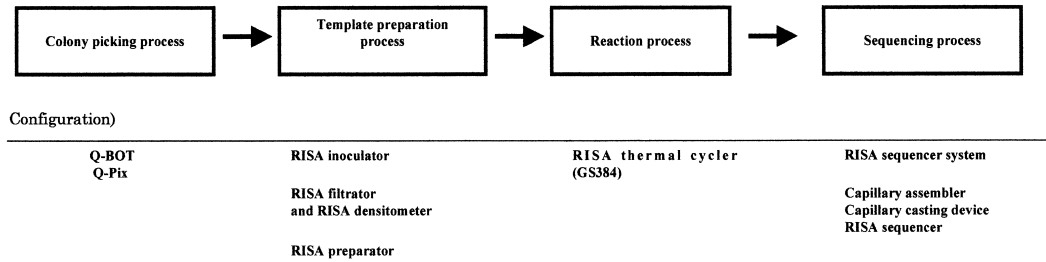 Colony picking process
Template preparation
process
Reaction process
Sequencing process
Configuration)
Q-BOT
Q-Pix
RISA inoculator
RISA filtrator
and RISA densitometer
RISA preparator
RISA thermal cycler
(GS384)
RISA sequencer system
Capillary assembler
Capillary casting device
RISA sequencer